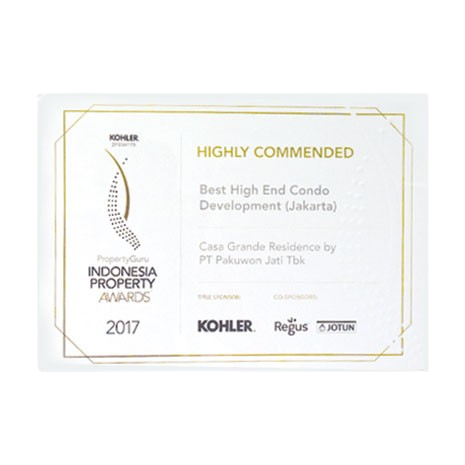 KOHLER
presents
PropertyGuru
INDONESIA
PROPERTY
AWARDS
2017
HIGHLY COMMENDED
Best High End Condo
Development (Jakarta)
Casa Grande Residence by
PT Pakuwon Jati Tbk
TITLE SPONSOR:
CO-SPONSORS:
KOHLER
Regus
JOTUN